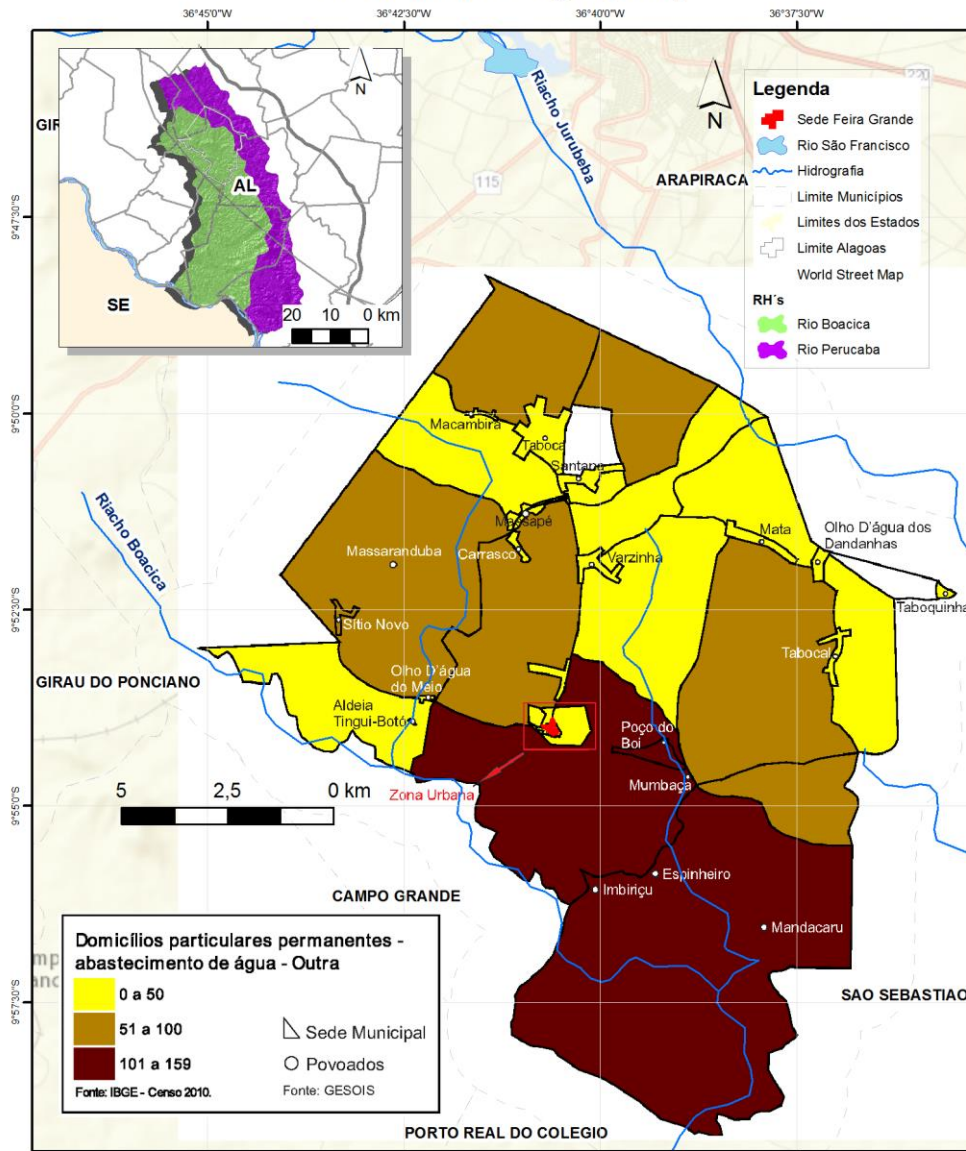 36°45'0"W
36°42'30"W
36°40'0"W
36°37'30"W
9°47'30"S
9°50'0"S
9°52'30"S
9°55'0"S
9°57'30"S
N
AL
SE
20 10 0 km
Riacho Jurubeba
220
115
N
ARAPIRACA
Legenda
Sede Feira Grande
Rio São Francisco
Hidrografia
Limite Municípios
Limites dos Estados
Limite Alagoas
World Street Map
RH´s
Rio Boacica
Rio Perucaba
Macambira
Taboca
Santana
Massapé
Massaranduba
Carrasco
Varzinha
Mata
Olho D'água dos
Dandanhas
Taboquinha
Riacho Boacica
Sítio Novo
Tabocal
Olho D'água
do Meio
GIRAU DO PONCIANO
Aldeia
Tingui-Botó
Poço do
Boi
Mumbaça
Zona Urbana
5 2,5 0 km
Espinheiro
Imbiriçu
CAMPO GRANDE
Mandacaru
SAO SEBASTIAO
Domicílios particulares permanentes -
abastecimento de água - Outra
0 a 50
51 a 100
101 a 159
Sede Municipal
Povoados
Fonte: IBGE - Censo 2010.
Fonte: GESOIS
PORTO REAL DO COLEGIO